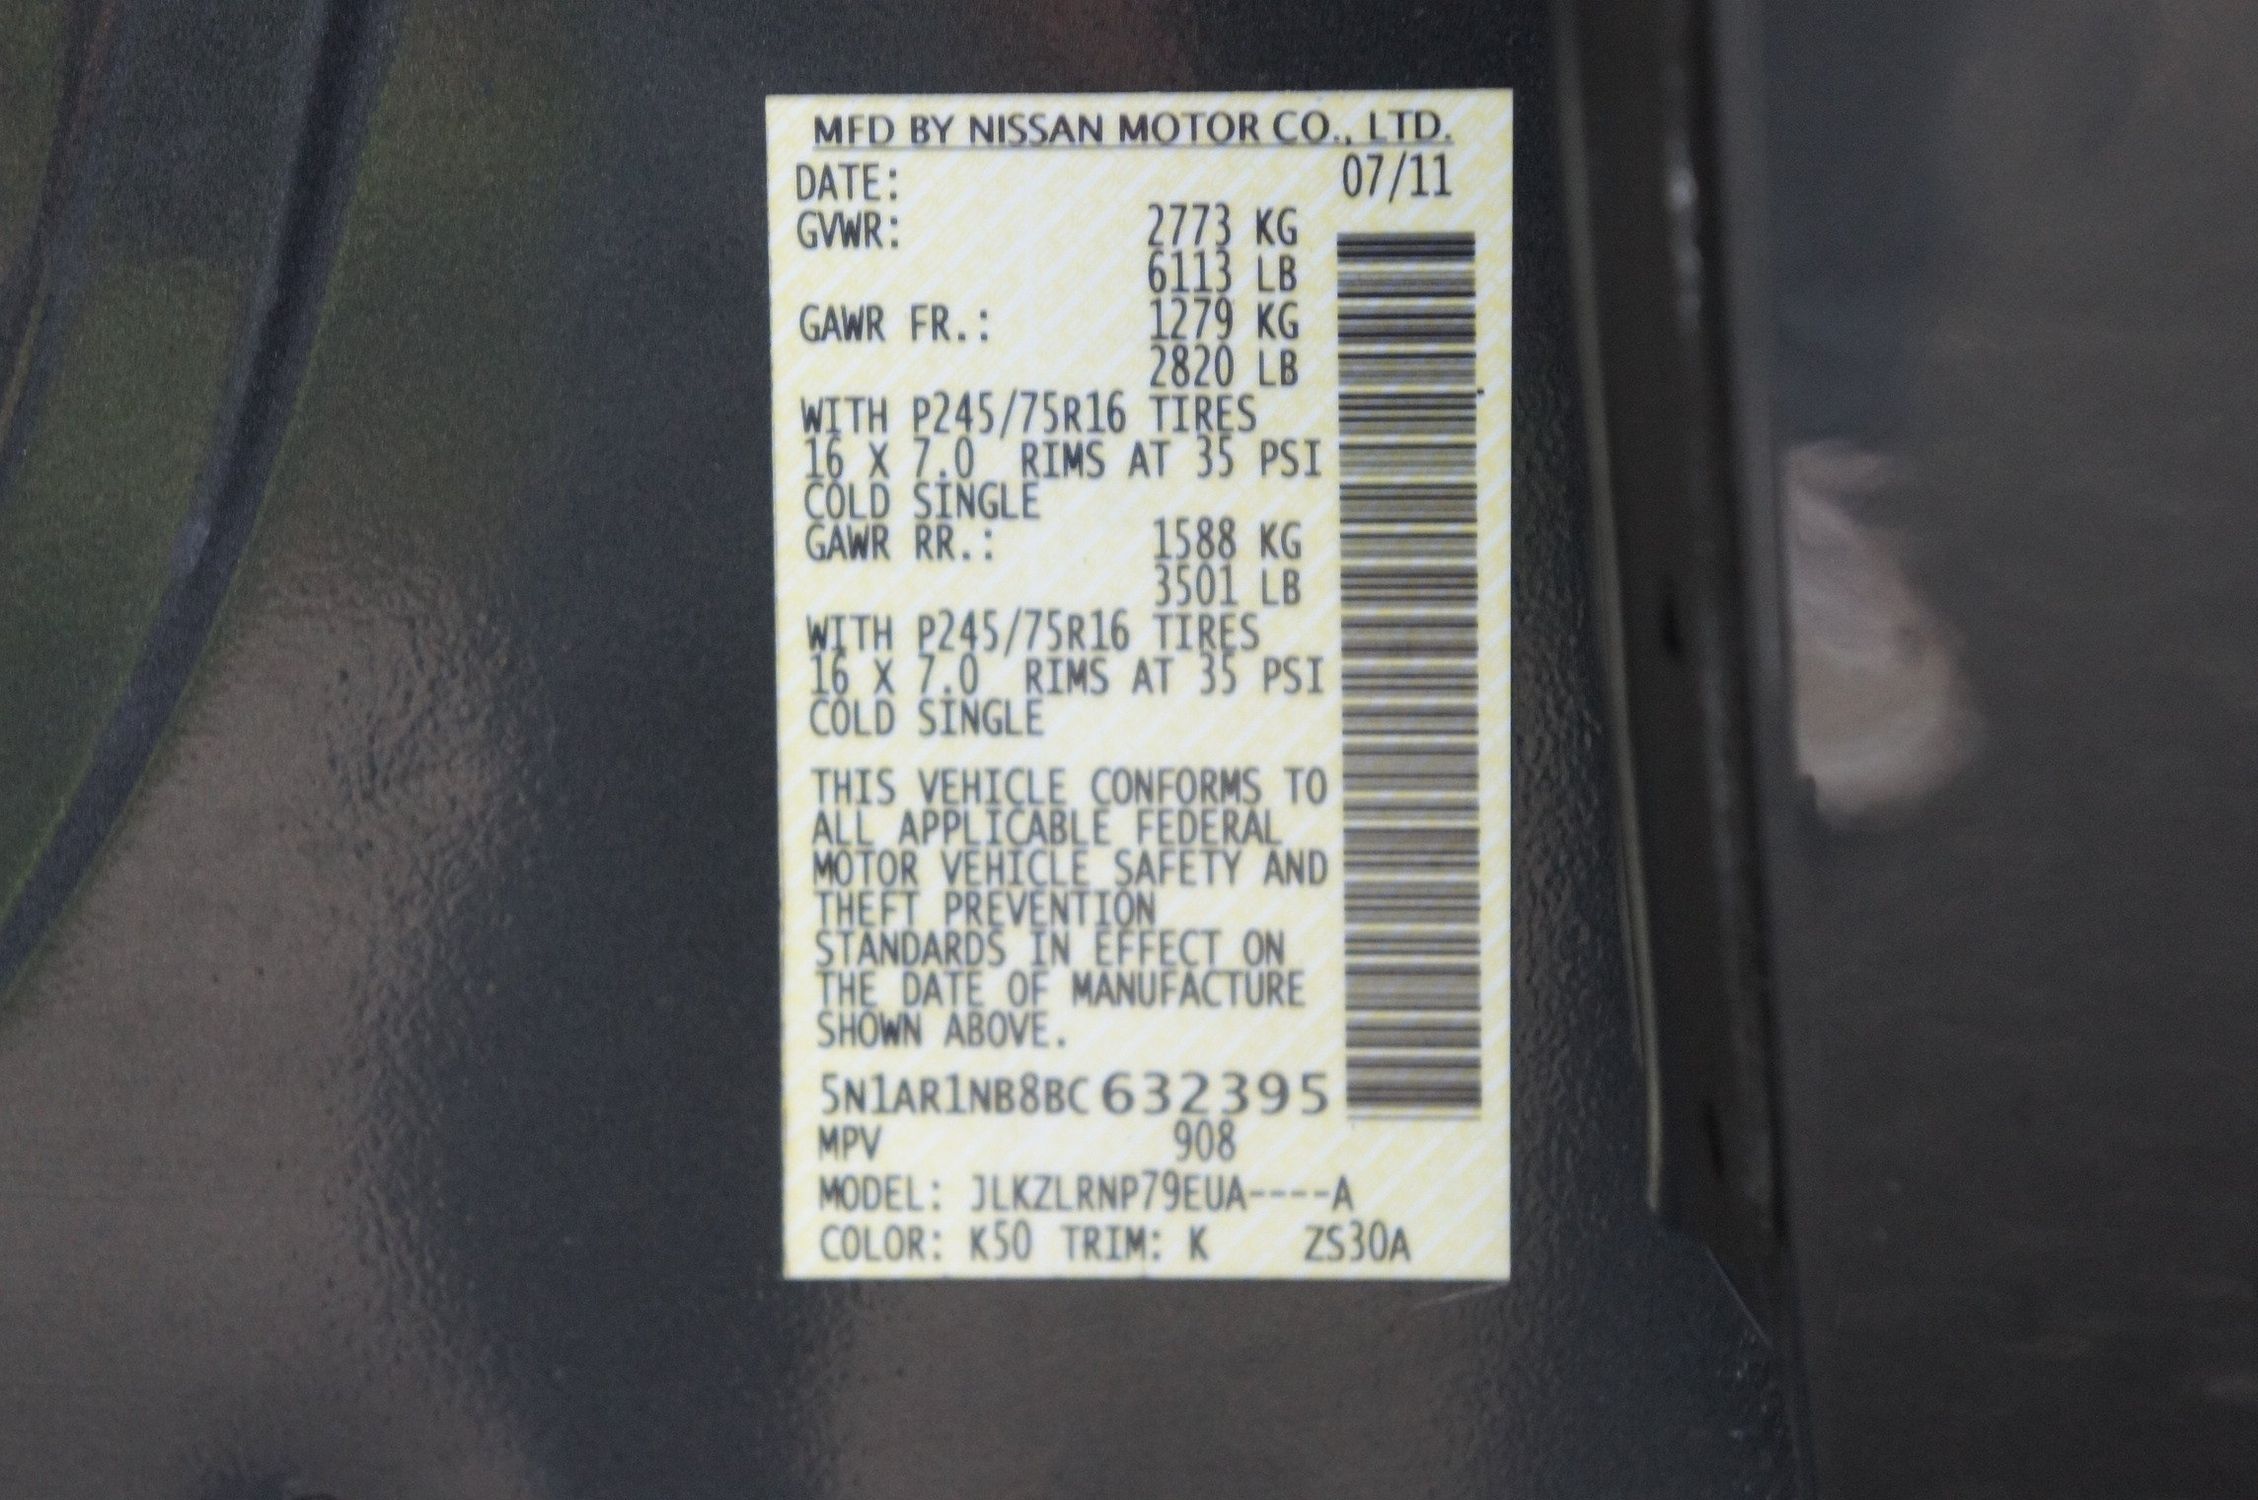 MFD BY NISSAN MOTOR CO., LTD.
DATE: 07/11
GVWR: 2773 KG
6113 LB
GAWR FR.: 1279 KG
2820 LB
WITH P245/75R16 TIRES
16 X 7.0 RIMS AT 35 PSI
COLD SINGLE
GAWR RR.: 1588 KG
3501 LB
WITH P245/75R16 TIRES
16 X 7.0 RIMS AT 35 PSI
COLD SINGLE
THIS VEHICLE CONFORMS TO
ALL APPLICABLE FEDERAL
MOTOR VEHICLE SAFETY AND
THEFT PREVENTION
STANDARDS IN EFFECT ON
THE DATE OF MANUFACTURE
SHOWN ABOVE.
5N1AR1NB8BC632395
MPV 908
MODEL: JLKZLRNP79EUA----A
COLOR: K50 TRIM: K ZS30A